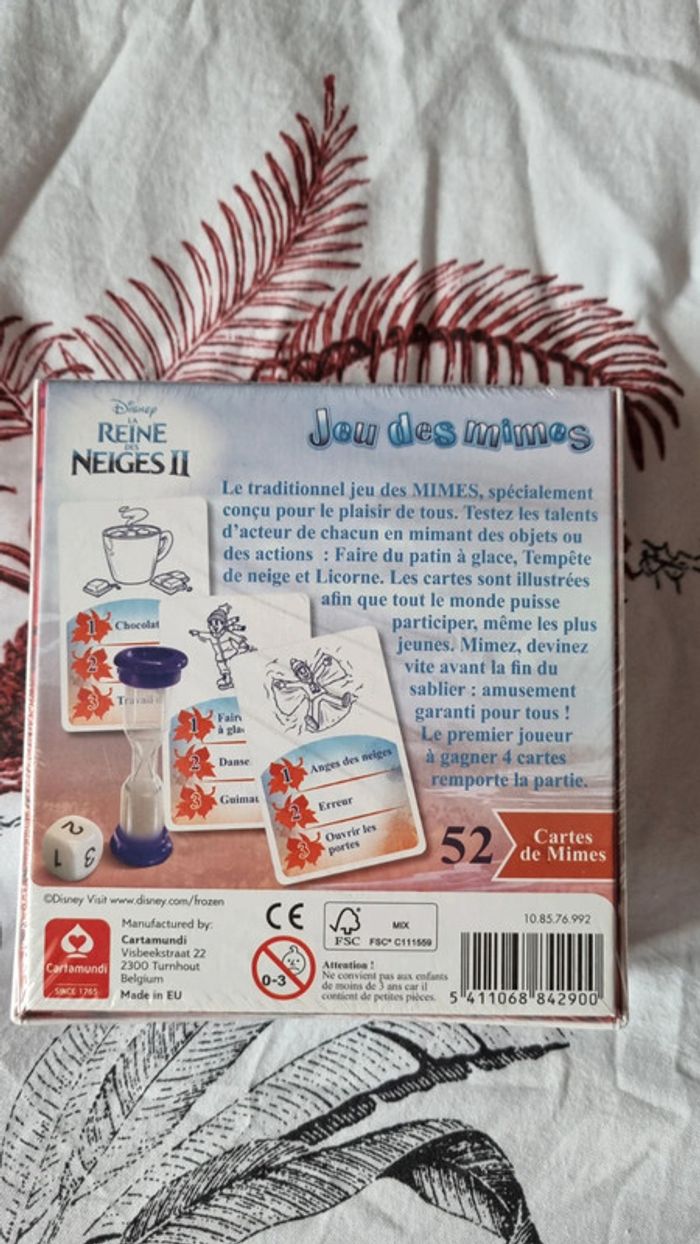 Disney
LA
REINE
DES
NEIGES II
Jeu des mimes
Le traditionnel jeu des MIMES, spécialement
conçu pour le plaisir de tous. Testez les talents
d'acteur de chacun en mimant des objets ou
des actions : Faire du patin à glace, Tempête
de neige et Licorne. Les cartes sont illustrées
afin que tout le monde puisse
participer, même les plus
jeunes. Mimez, devinez
vite avant la fin du
sablier : amusement
garanti pour tous !
Le premier joueur
à gagner 4 cartes
remporte la partie.
1 Chocolat
2
3
1
à
2 Danse
3
1 Anges des neiges
2 Erreur
3 Ouvrir les
portes
2
1 3
52 Cartes
de Mimes
©Disney Visit www.disney.com/frozen
Cartamundi
SINCE 1765
Manufactured by:
Cartamundi
Visbeekstraat 22
2300 Turnhout
Belgium
Made in EU
CE
0-3
FSC
MIX
FSC® C111559
Attention !
Ne convient pas aux enfants
de moins de 3 ans car il
contient de petites pièces.
10.85.76.992
5 411068 842900